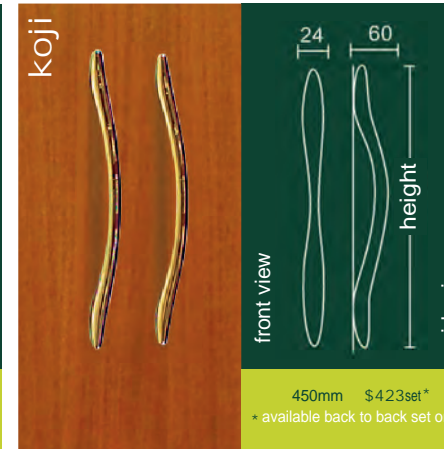 koji
24
60
height
front view
450mm $423set*
* available back to back set